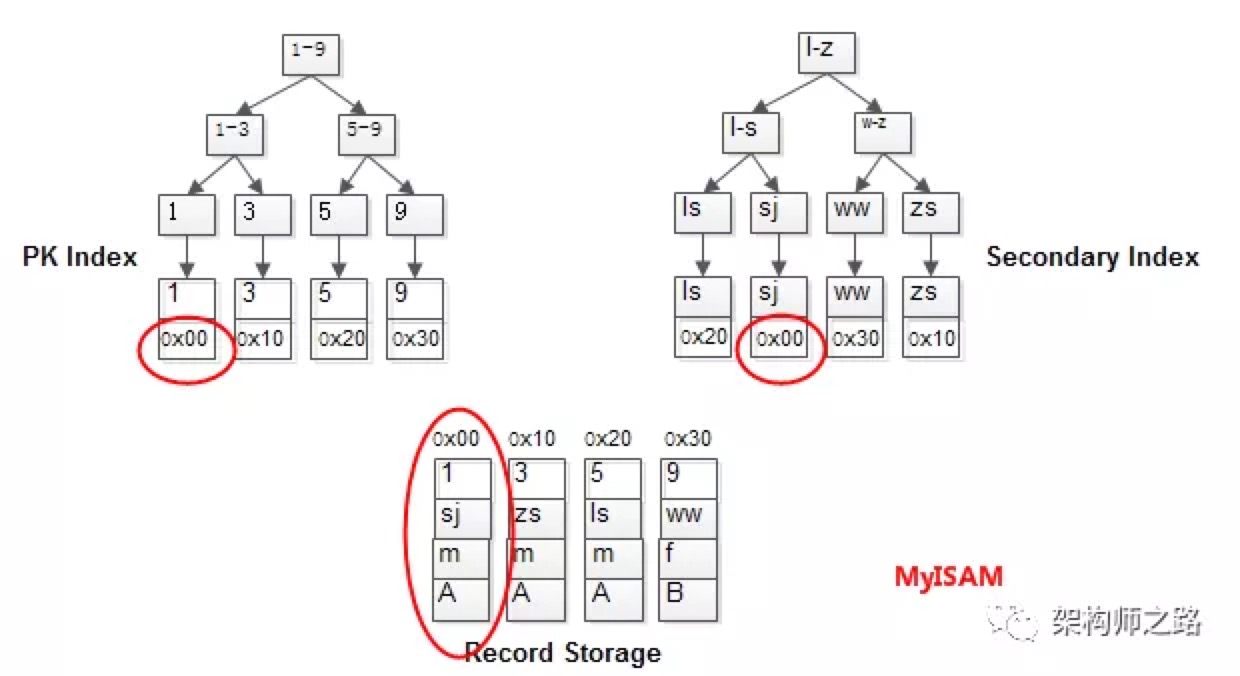 1-9
1-3 5-9
1 3 5 9
PK Index
1 3 5 9
0x00 0x10 0x20 0x30
l-z
l-s w-z
ls sj ww zs
Secondary Index
ls sj ww zs
0x20 0x00 0x30 0x10
0x00 0x10 0x20 0x30
1 3 5 9
sj zs ls ww
m m m f
A A A B
Record Storage
MyISAM
架构师之路